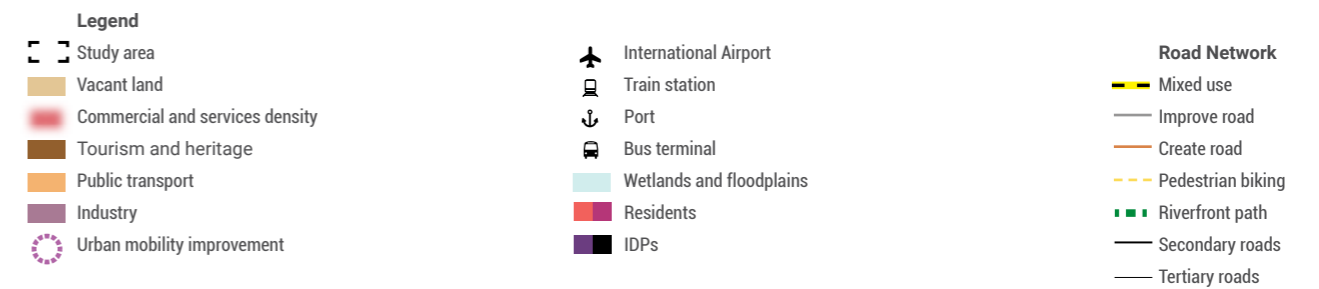 Legend
Study area
Vacant land
Commercial and services density
Tourism and heritage
Public transport
Industry
Urban mobility improvement
International Airport
Train station
Port
Bus terminal
Wetlands and floodplains
Residents
IDPs
Road Network
Mixed use
Improve road
Create road
Pedestrian biking
Riverfront path
Secondary roads
Tertiary roads